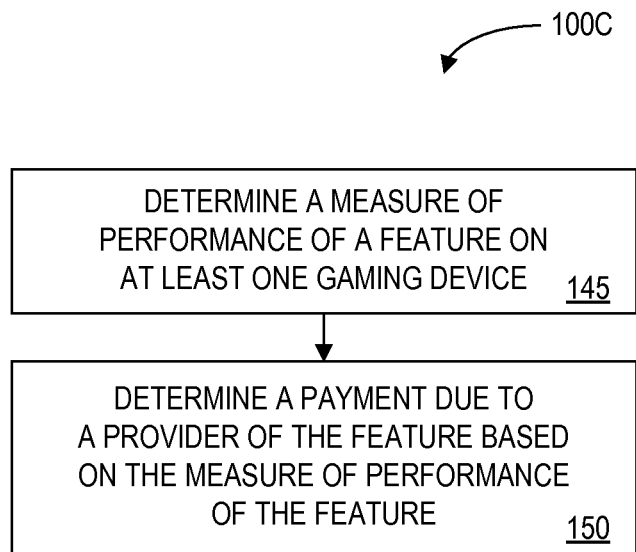 100C
DETERMINE A MEASURE OF
PERFORMANCE OF A FEATURE ON
AT LEAST ONE GAMING DEVICE
145
DETERMINE A PAYMENT DUE TO
A PROVIDER OF THE FEATURE BASED
ON THE MEASURE OF PERFORMANCE
OF THE FEATURE
150